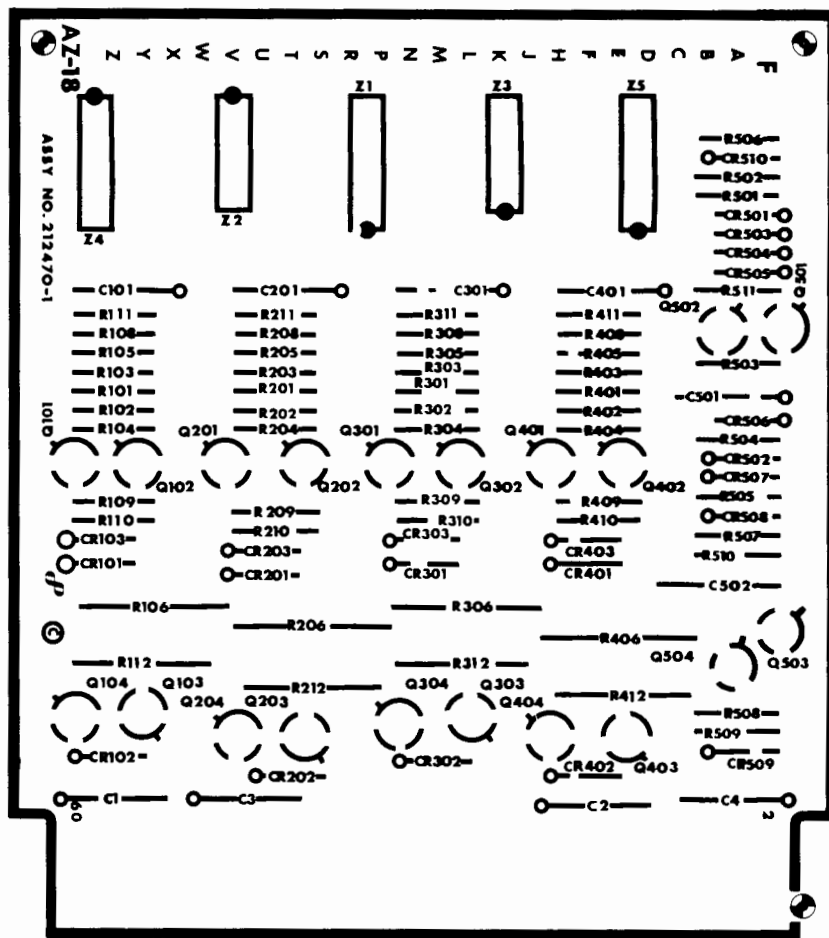 AZ-18
Z Y X W V U T S R P N M L K J H F E D C B A F
ASSY NO. 212470-1
Z1 Z3 Z5
Z4 Z2
R506
CR510
R502
R501
CR501
CR503
CR504
CR505
C101 C201 C301 C401 R511 Q501
Q502
R111 R211 R311 R411
R108 R208 R308 R408
R105 R205 R305 R405 R503
R103 R203 R303 R403
R101 R201 R301 R401 C501
R102 R202 R302 R402 CR506
R104 R204 R304 R404 R504
Q101 Q201 Q301 Q401
CR502
Q102 Q202 Q302 Q402 CR507
R109 R209 R309 R409 R505
R110 R210 R310 R410 CR508
CR103 CR203 CR303 CR403 R507
CR101 CR201 CR301 CR401 R510
C502
R106 R206 R306 R406
©
R112 R212 R312 R412 Q504 Q503
Q104 Q103 Q204 Q203 Q304 Q303 Q404 Q403
R508
R509
CR102 CR202 CR302 CR402 CR509
C1 C3 C2 C4
60 2